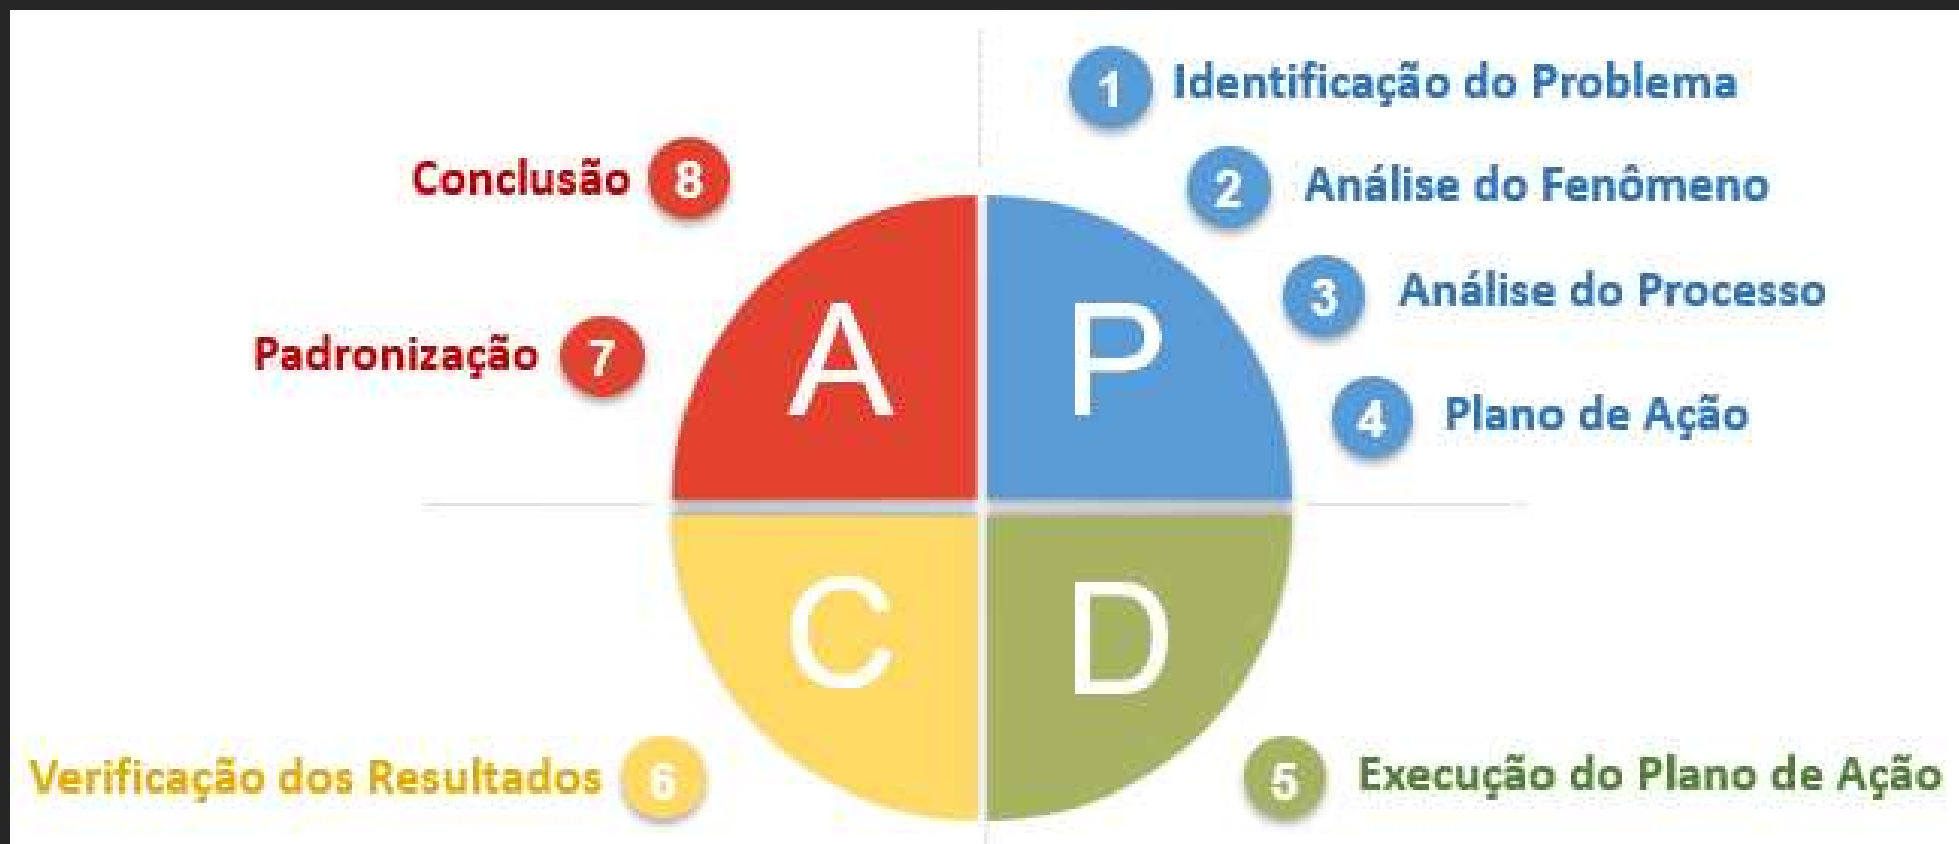 1 Identificação do Problema
2 Análise do Fenômeno
3 Análise do Processo
4 Plano de Ação
Conclusão 8
Padronização 7
A P
C D
Verificação dos Resultados 6
5 Execução do Plano de Ação